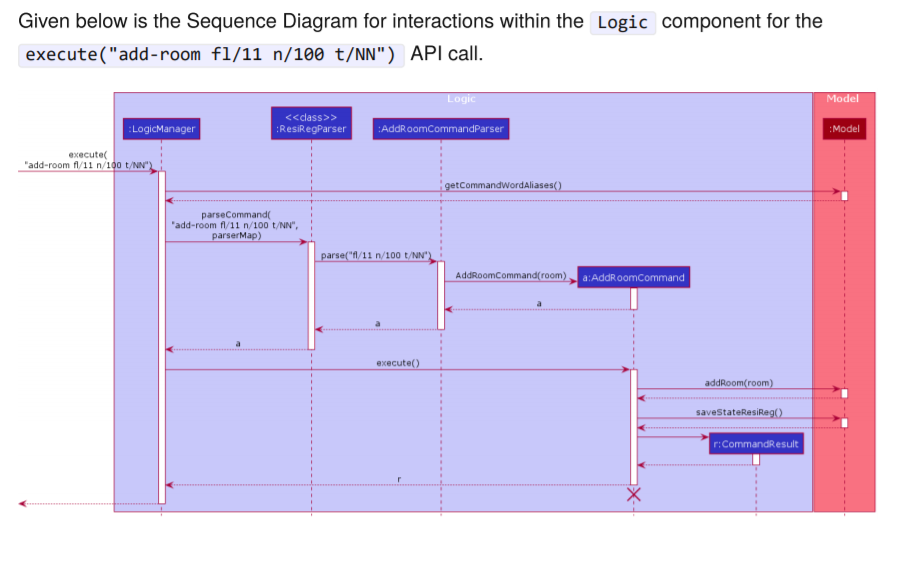 Given below is the Sequence Diagram for interactions within the Logic component for the
execute("add-room fl/11 n/100 t/NN") API call.
Logic
Model
<<class>>
:LogicManager
:ResiRegParser
:AddRoomCommandParser
:Model
execute(
"add-room fl/11 n/100 t/NN")
getCommandWordAliases()
parseCommand(
"add-room fl/11 n/100 t/NN",
parserMap)
parse("fl/11 n/100 t/NN")
AddRoomCommand(room)
a:AddRoomCommand
a
a
a
execute()
addRoom(room)
saveStateResiReg()
r:CommandResult
r